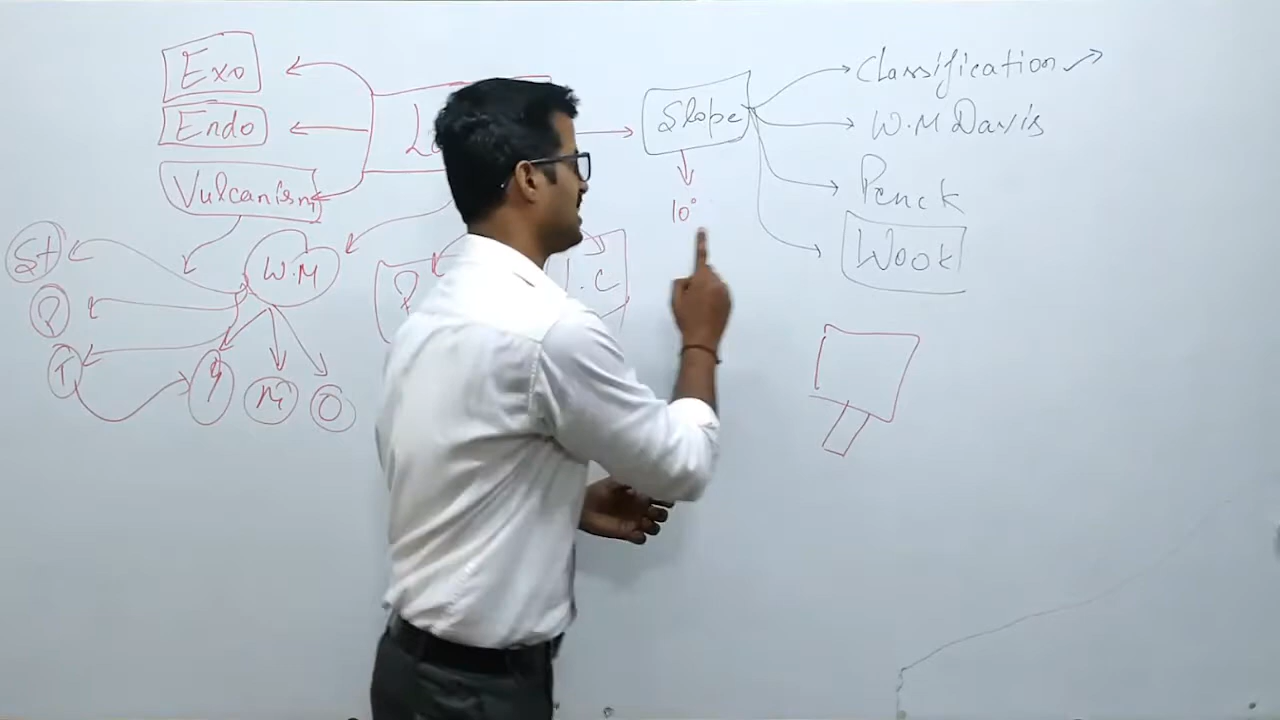 Exo
Endo
Vulcanism
St
P
T
W.M
Y
M
O
P
I.C
Slope
10°
Classification
W.M Davis
Penck
Wook